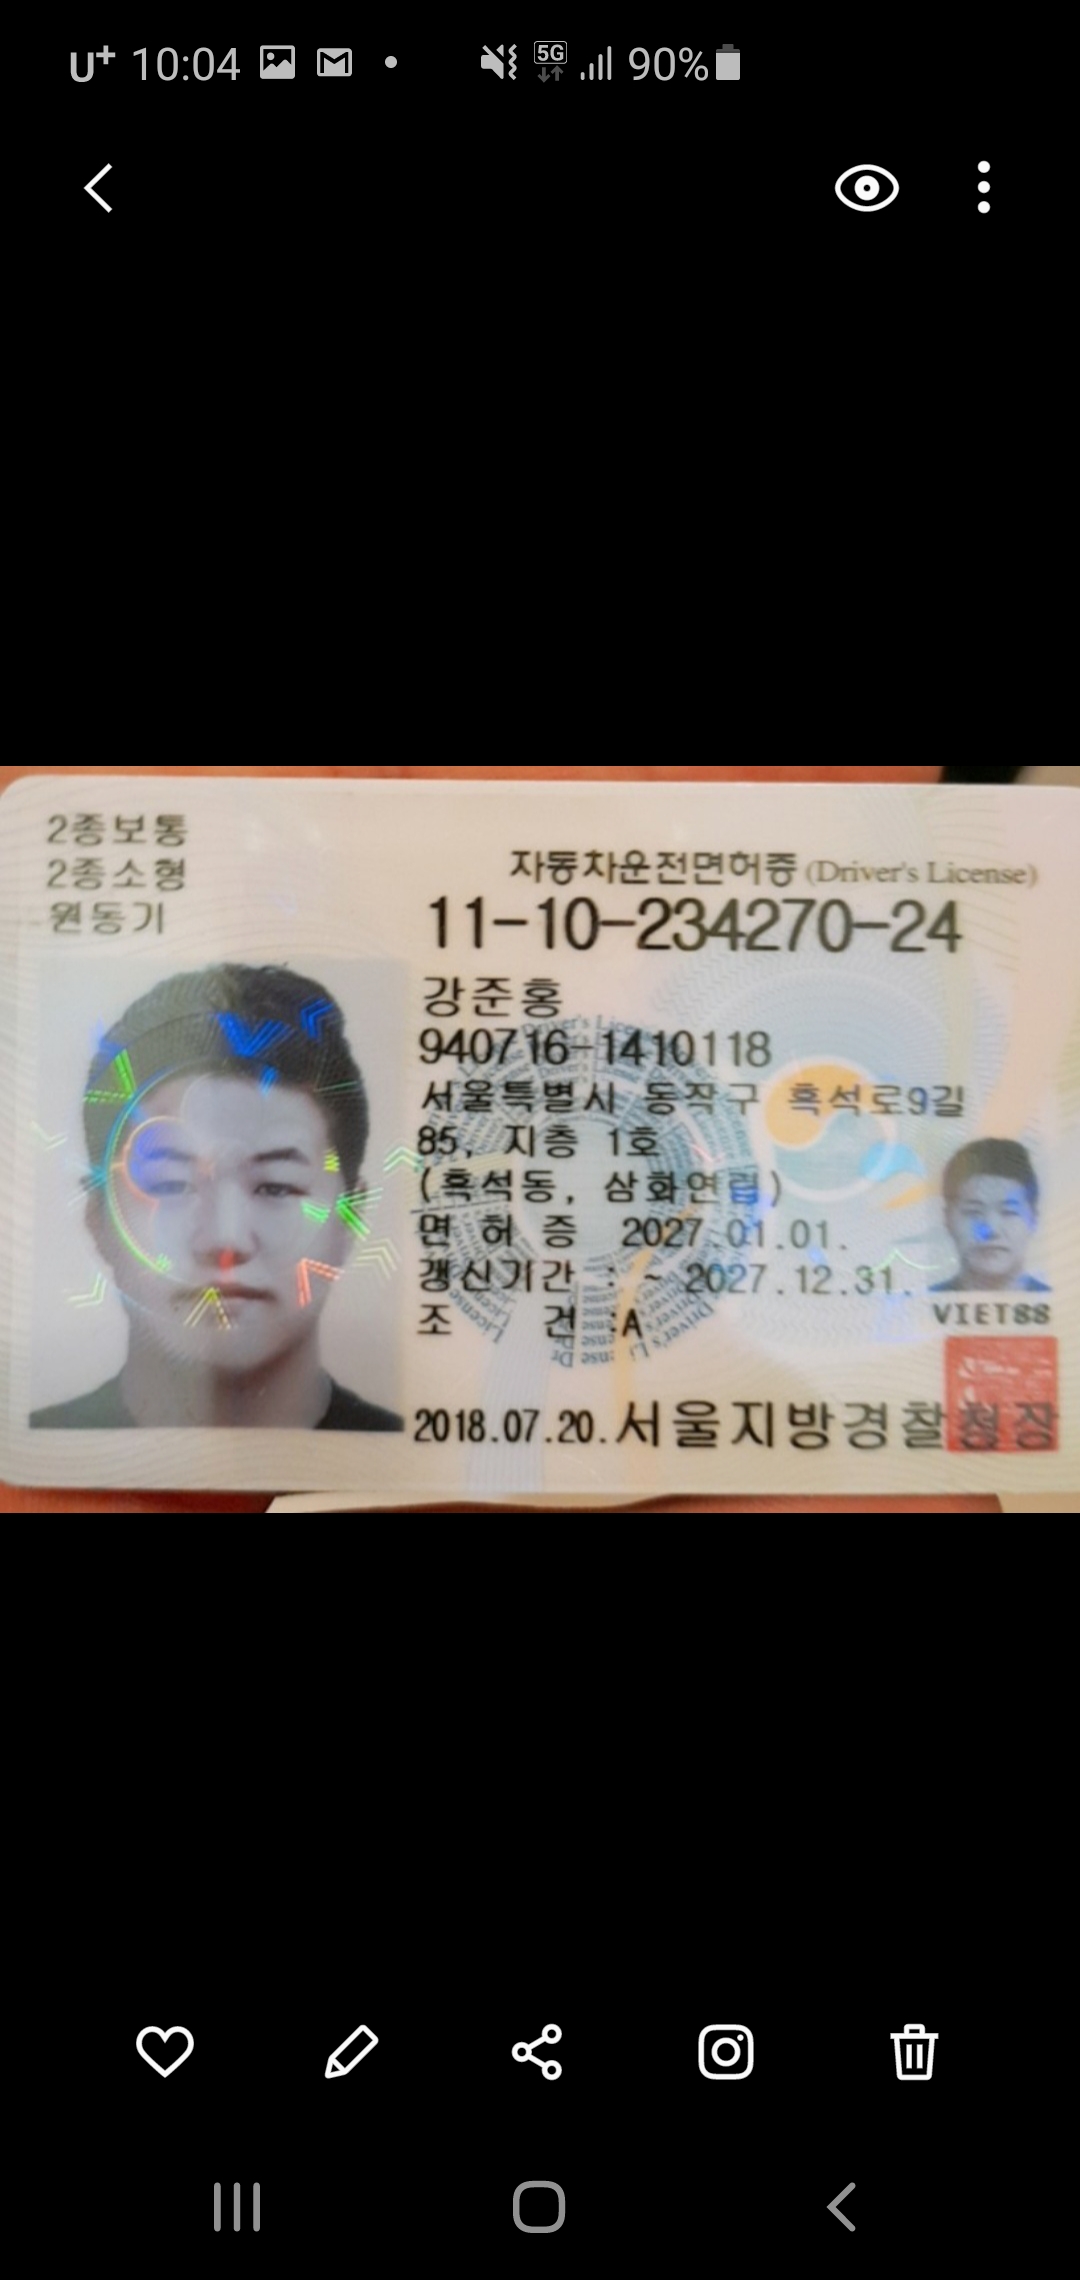 U+ 10:04 5G 90%
2종보통
2종소형
원동기
자동차운전면허증 (Driver's License)
11-10-234270-24
강준홍
940716-1410118
서울특별시 동작구 흑석로9길
85, 지층 1호
(흑석동, 삼화연립)
면 허 증 2027.01.01.
갱신기간 : ~ 2027.12.31.
조 건 :A
VIET88
2018.07.20. 서울지방경찰청장